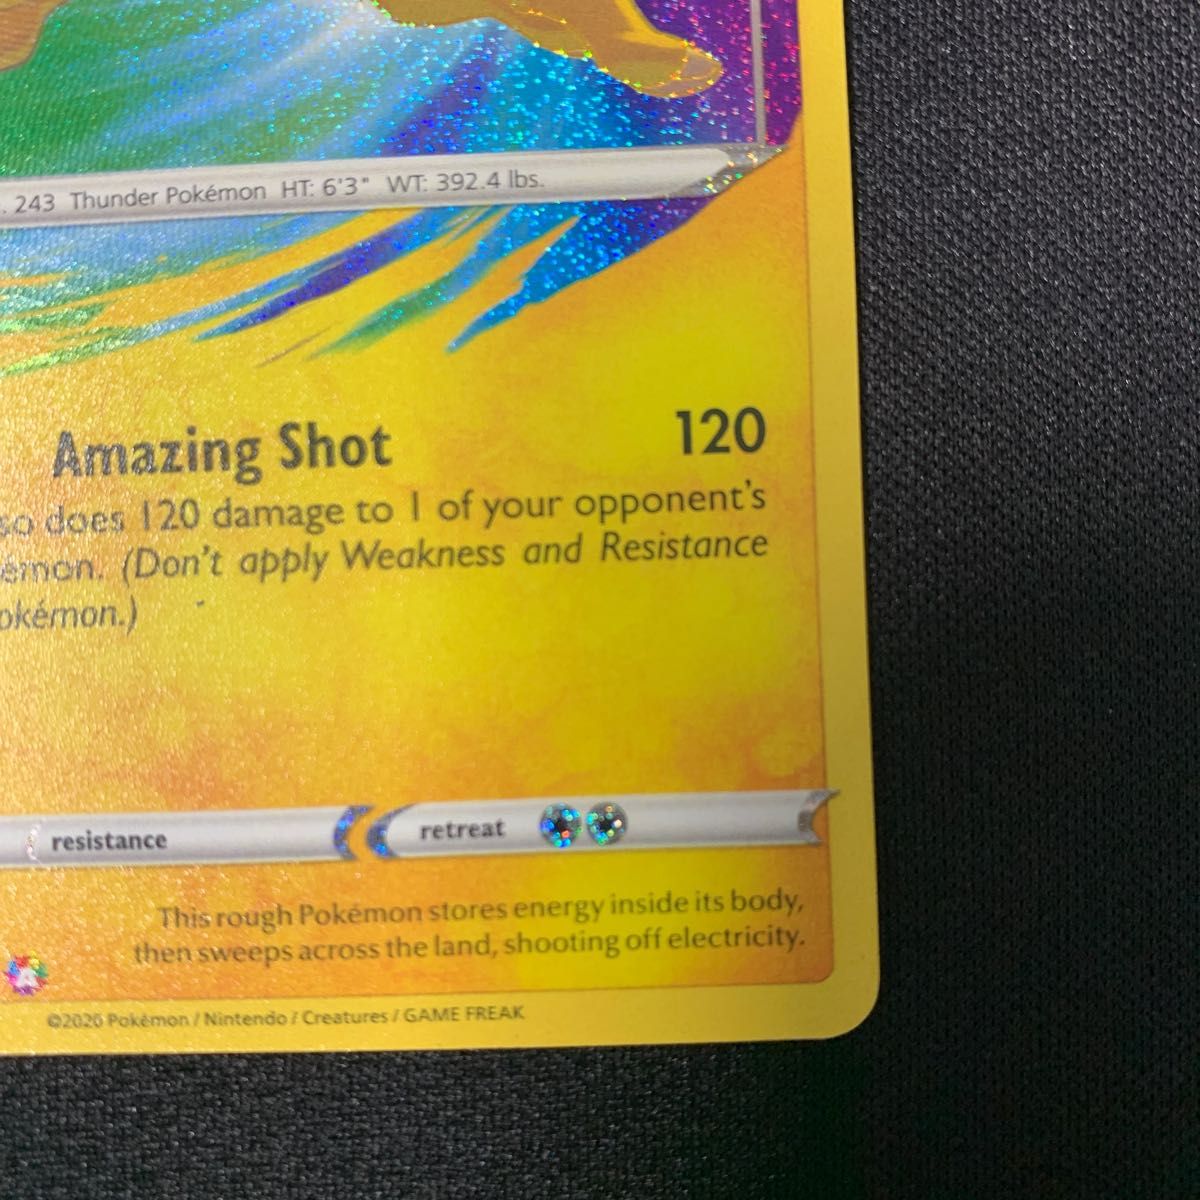 . 243 Thunder Pokémon HT: 6'3" WT: 392.4 lbs.
Amazing Shot 120
so does 120 damage to 1 of your opponent's
émon. (Don't apply Weakness and Resistance
okémon.)
resistance retreat
This rough Pokémon stores energy inside its body,
then sweeps across the land, shooting off electricity.
A
©2020 Pokémon / Nintendo / Creatures / GAME FREAK